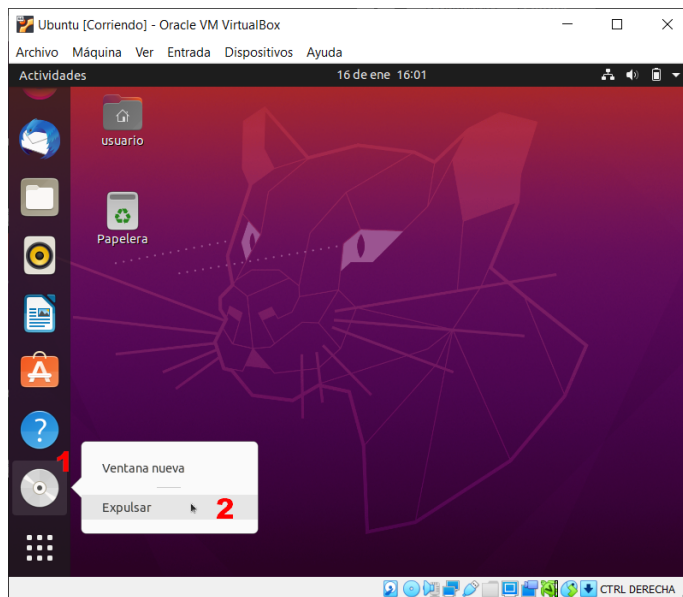 Ubuntu [Corriendo] - Oracle VM VirtualBox
Archivo Máquina Ver Entrada Dispositivos Ayuda
Actividades 16 de ene 16:01
usuario
Papelera
1
Ventana nueva
Expulsar 2
CTRL DERECHA